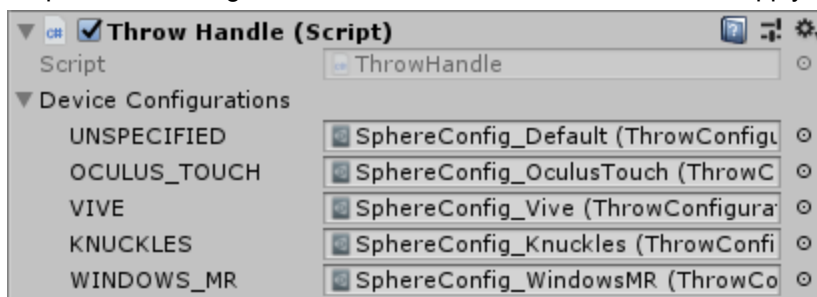 Throw Handle (Script)
Script ThrowHandle
Device Configurations
UNSPECIFIED SphereConfig_Default (ThrowConfigu
OCULUS_TOUCH SphereConfig_OculusTouch (ThrowC
VIVE SphereConfig_Vive (ThrowConfigurat
KNUCKLES SphereConfig_Knuckles (ThrowConfi
WINDOWS_MR SphereConfig_WindowsMR (ThrowCo